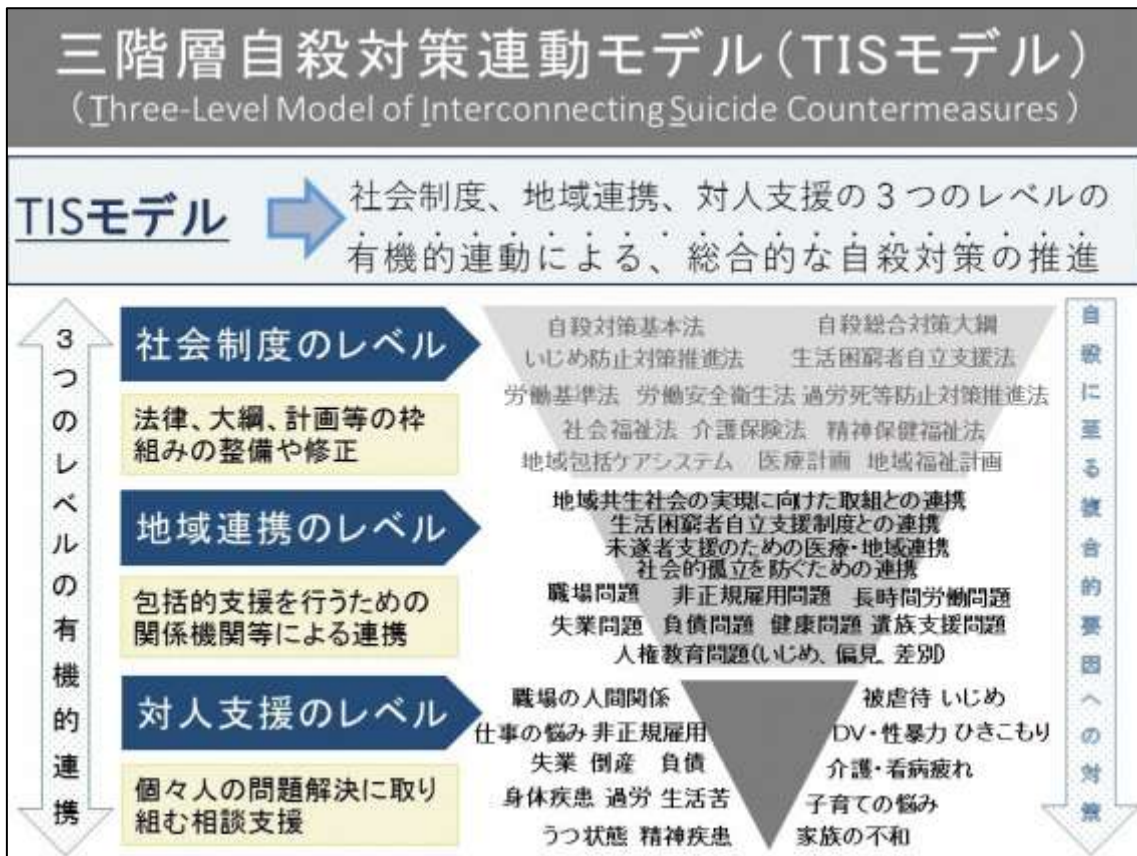 三階層自殺対策連動モデル(TISモデル)
(Three-Level Model of Interconnecting Suicide Countermeasures)
TISモデル
社会制度、地域連携、対人支援の3つのレベルの
有機的連動による、総合的な自殺対策の推進
3つのレベルの有機的連携
社会制度のレベル
法律、大綱、計画等の枠
組みの整備や修正
自殺対策基本法 自殺総合対策大綱
いじめ防止対策推進法 生活困窮者自立支援法
労働基準法 労働安全衛生法 過労死等防止対策推進法
社会福祉法 介護保険法 精神保健福祉法
地域包括ケアシステム 医療計画 地域福祉計画
地域連携のレベル
包括的支援を行うための
関係機関等による連携
地域共生社会の実現に向けた取組との連携
生活困窮者自立支援制度との連携
未遂者支援のための医療・地域連携
社会的孤立を防ぐための連携
職場問題 非正規雇用問題 長時間労働問題
失業問題 負債問題 健康問題 遺族支援問題
人権教育問題(いじめ、偏見、差別)
対人支援のレベル
個々人の問題解決に取り
組む相談支援
職場の人間関係 被虐待 いじめ
仕事の悩み 非正規雇用 DV・性暴力 ひきこもり
失業 倒産 負債 介護・看病疲れ
身体疾患 過労 生活苦 子育ての悩み
うつ状態 精神疾患 家族の不和
自殺に至る複合的要因への対策